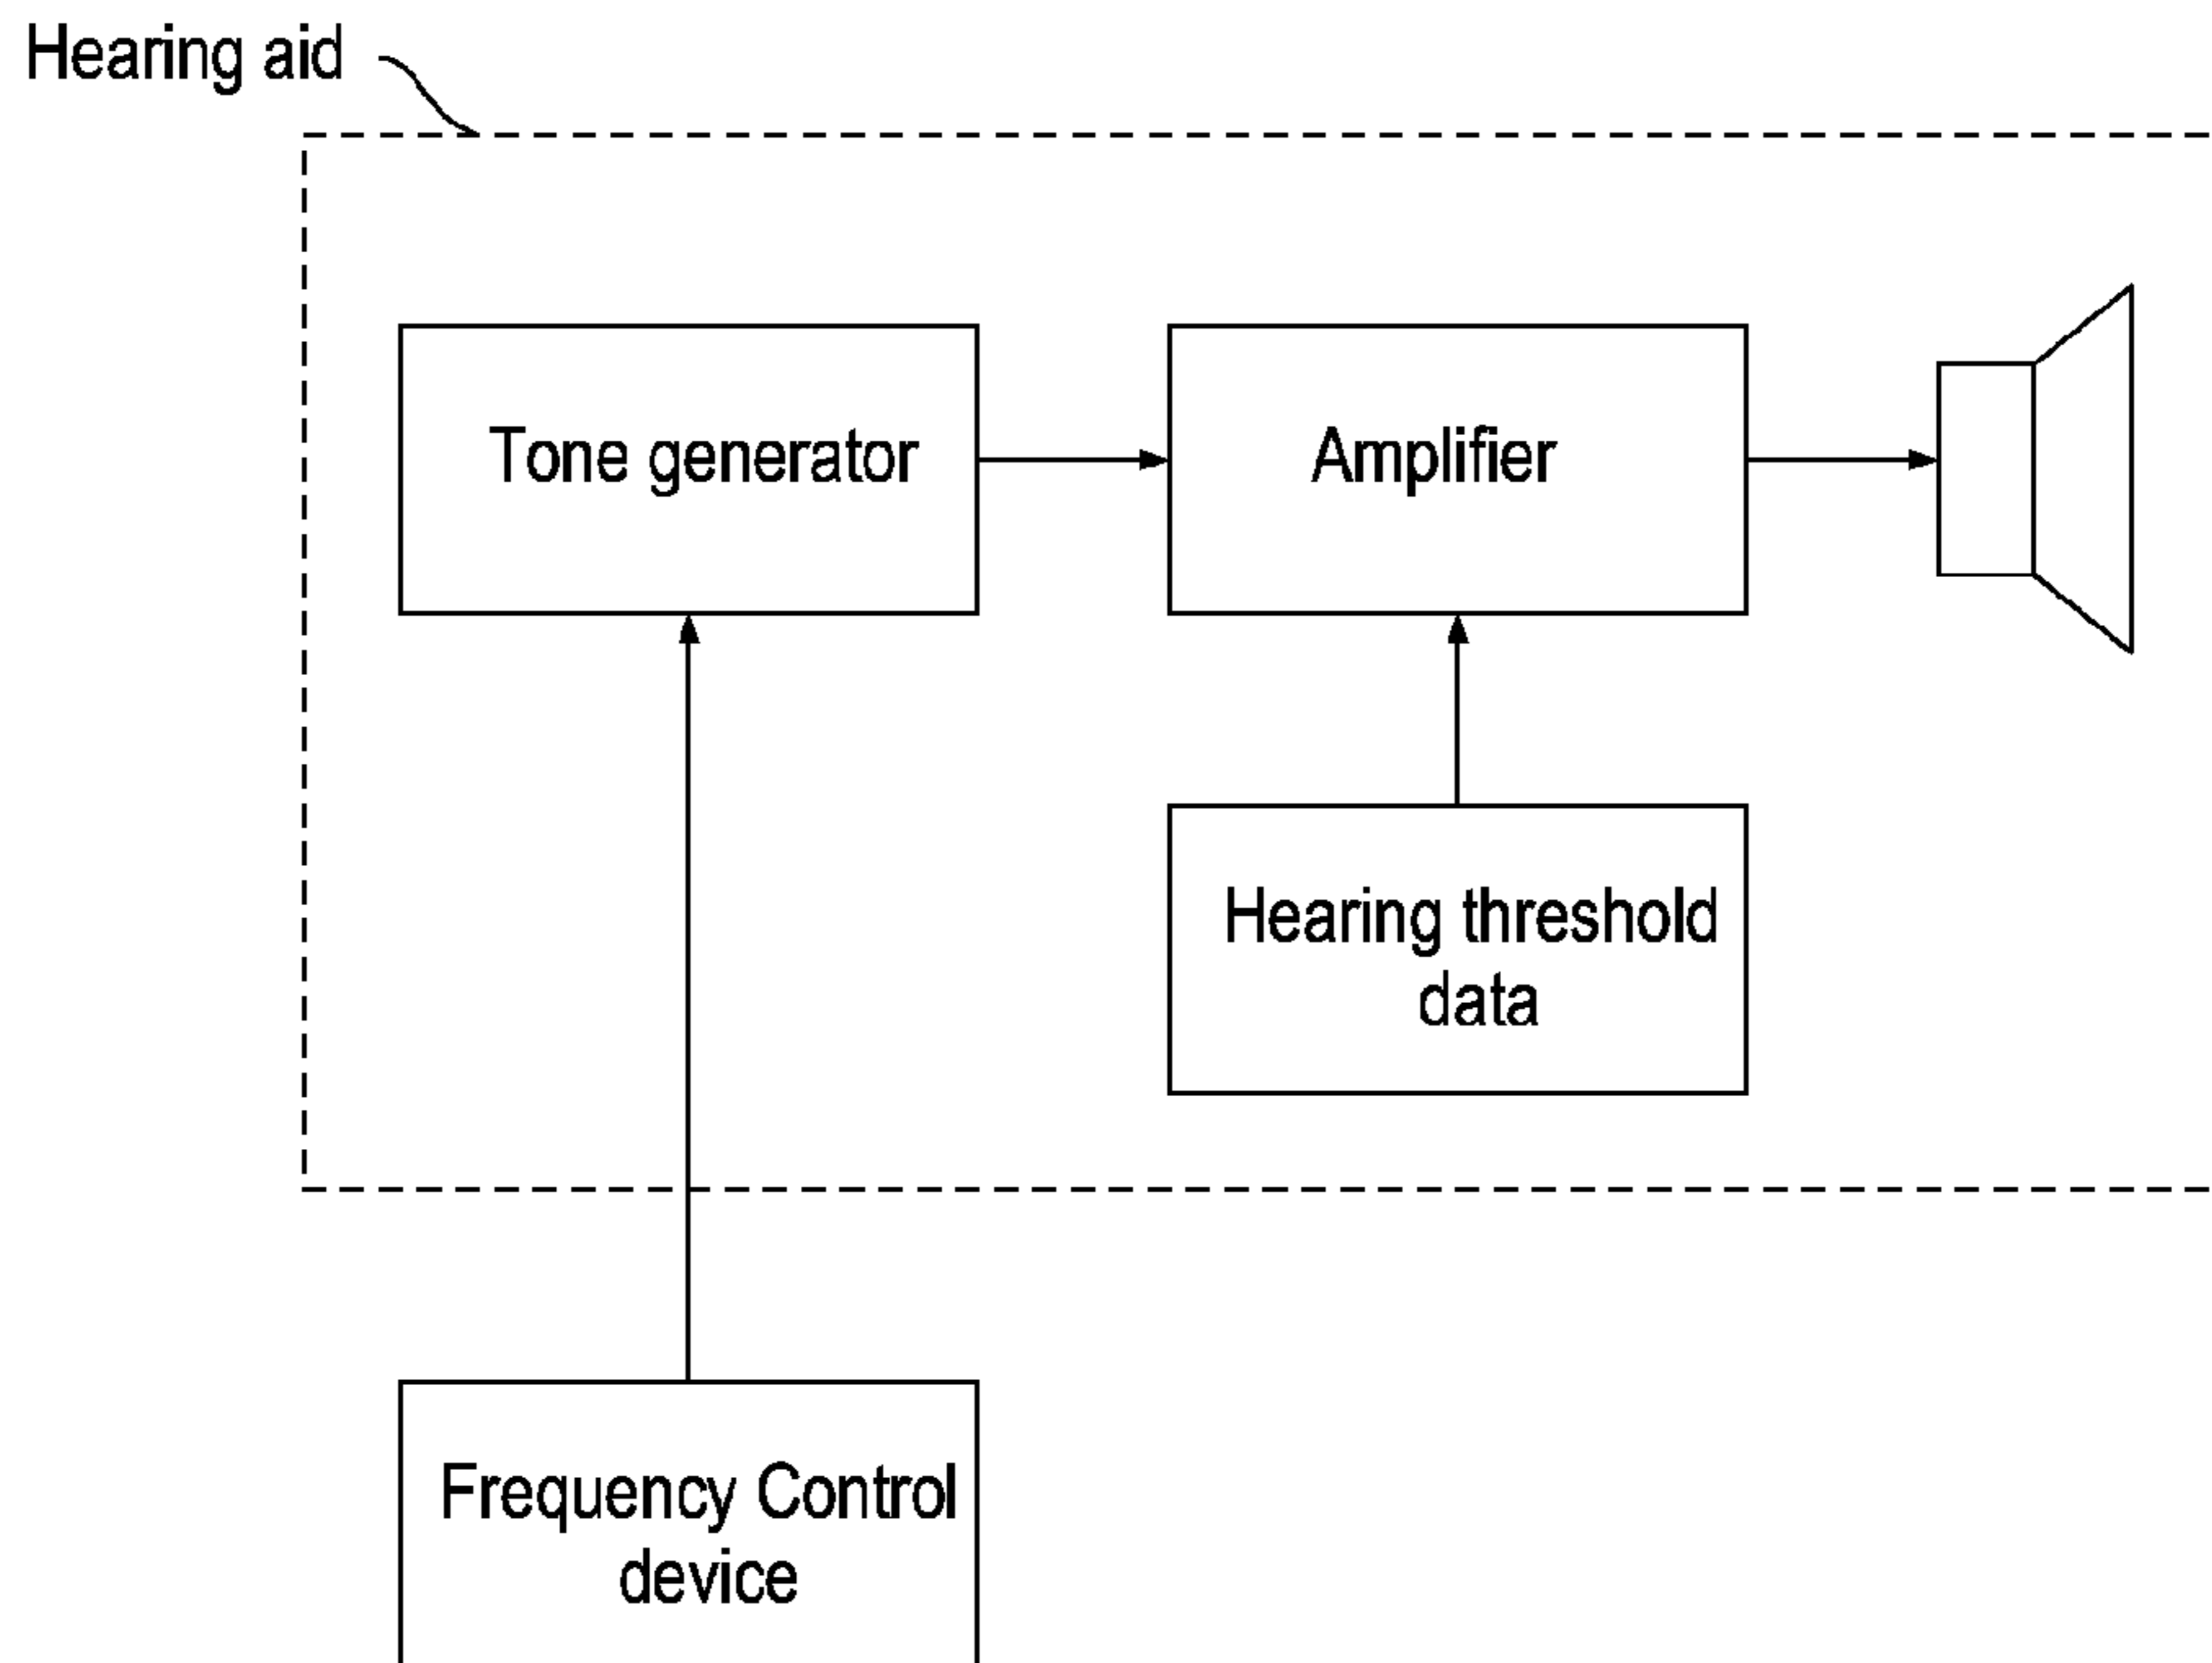 Hearing aid
Tone generator
Amplifier
Hearing threshold
data
Frequency Control
device